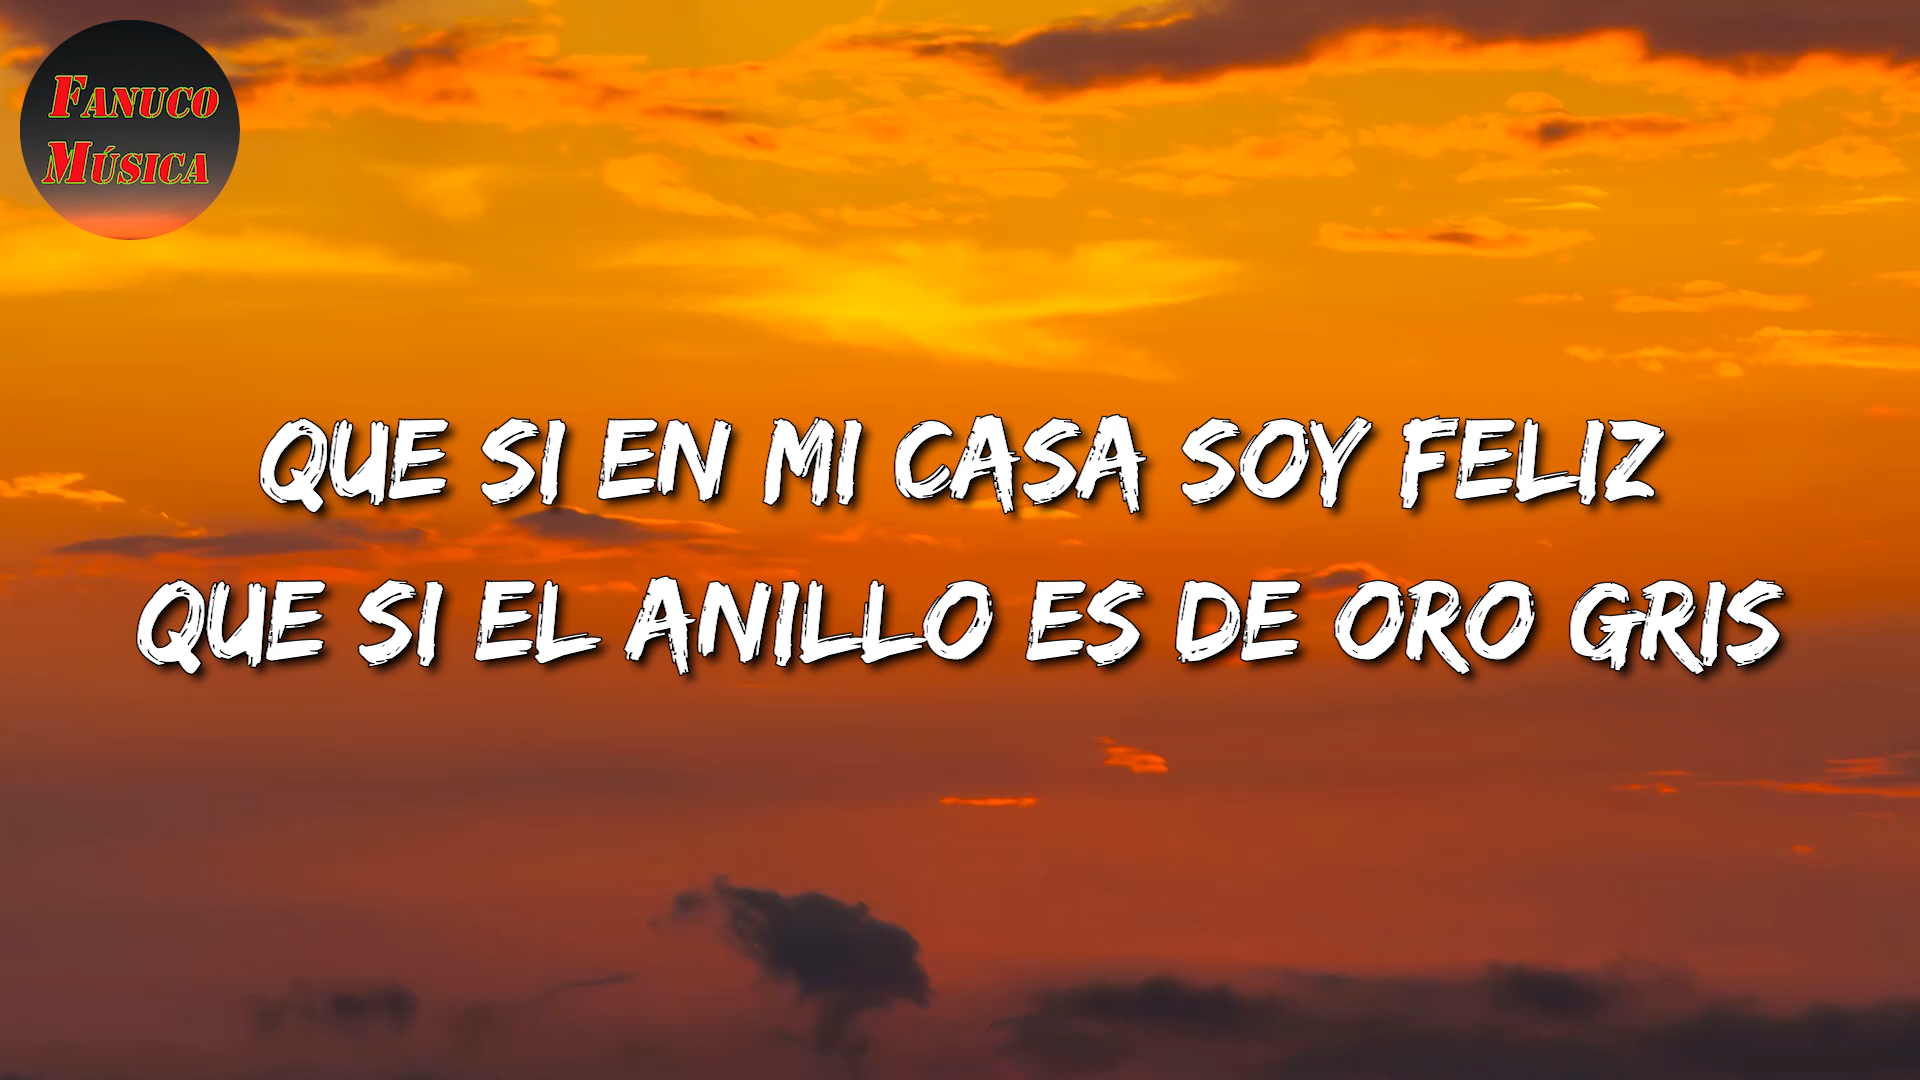 FANUCO
MÚSICA
QUE SI EN MI CASA SOY FELIZ
QUE SI EL ANILLO ES DE ORO GRIS